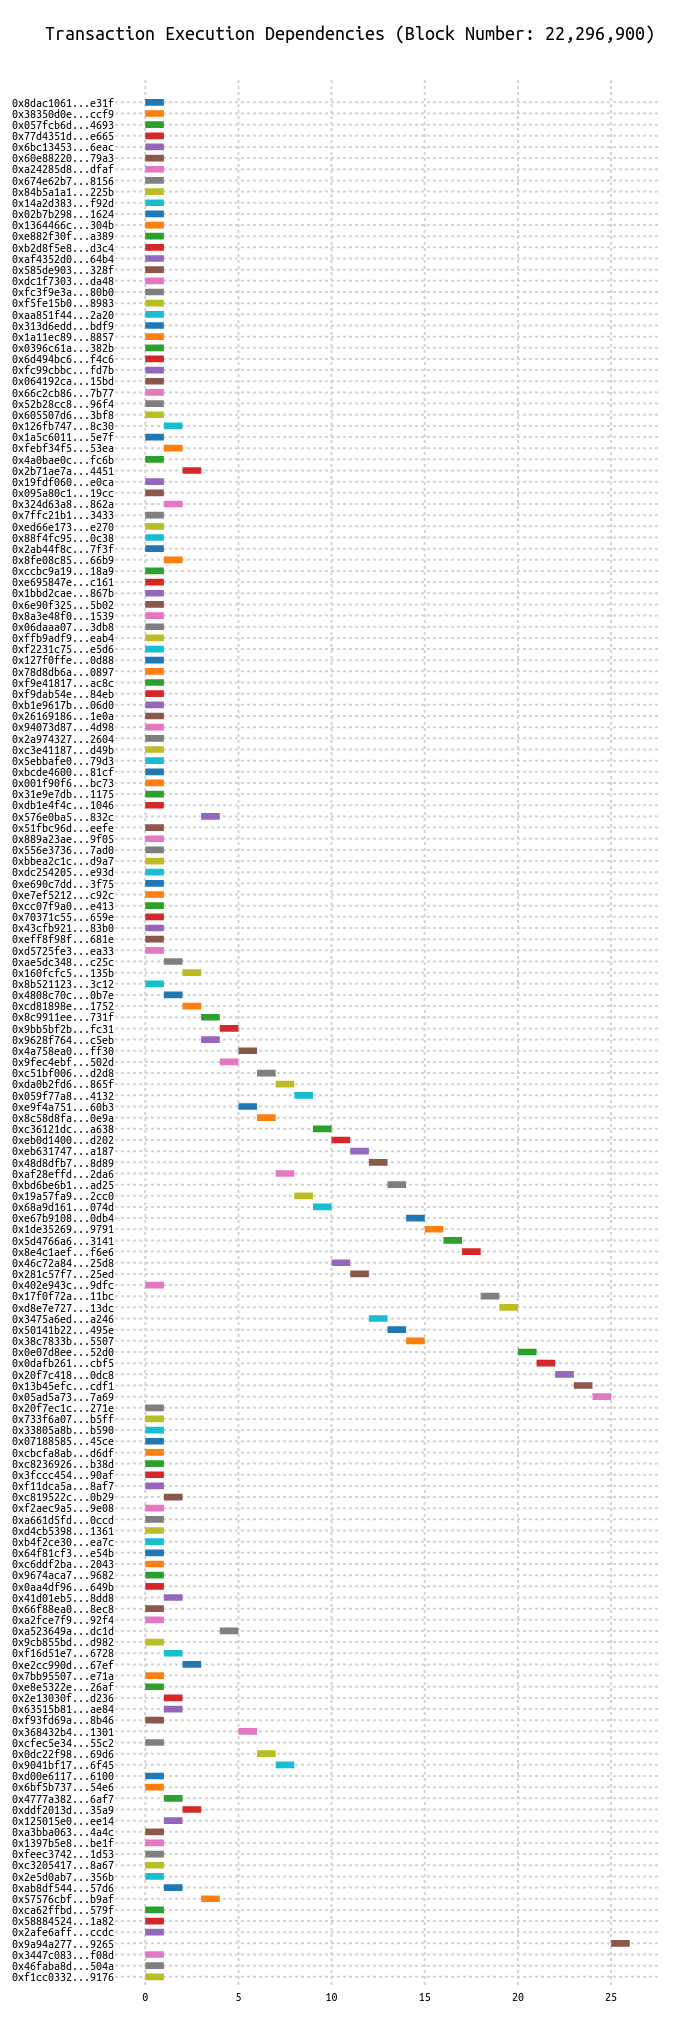 Transaction Execution Dependencies (Block Number: 22,296,900)
0x8dac1061...e31f
0x38350d0e...ccf9
0x057fcb6d...4693
0x77d4351d...e665
0x6bc13453...6eac
0x60e88220...79a3
0xa24285d8...dfaf
0x674e62b7...8156
0x84b5a1a1...225b
0x14a2d383...f92d
0x02b7b298...1624
0x1364466c...304b
0xe882f30f...a389
0xb2d8f5e8...d3c4
0xaf4352d0...64b4
0x585de903...328f
0xdc1f7303...da48
0xfc3f9e3a...80b0
0xf5fe15b0...8983
0xaa851f44...2a20
0x313d6edd...bdf9
0x1a11ec89...8857
0x0396c61a...382b
0x6d494bc6...f4c6
0xfc99cbbc...fd7b
0x064192ca...15bd
0x66c2cb86...7b77
0x52b28cc8...96f4
0x605507d6...3bf8
0x126fb747...8c30
0x1a5c6011...5e7f
0xfebf34f5...53ea
0x4a0bae0c...fc6b
0x2b71ae7a...4451
0x19fdf060...e0ca
0x095a80c1...19cc
0x324d63a8...862a
0x7ffc21b1...3433
0xed66e173...e270
0x88f4fc95...0c38
0x2ab44f8c...7f3f
0x8fe08c85...66b9
0xccbc9a19...18a9
0xe695847e...c161
0x1bbd2cae...867b
0x6e90f325...5b02
0x8a3e48f0...1539
0x06daaa07...3db8
0xffb9adf9...eab4
0xf2231c75...e5d6
0x127f0ffe...0d88
0x78d8db6a...0897
0xf9e41817...ac8c
0xf9dab54e...84eb
0xb1e9617b...06d0
0x26169186...1e0a
0x94073d87...4d98
0x2a974327...2604
0xc3e41187...d49b
0x5ebbafe0...79d3
0xbcde4600...81cf
0x001f90f6...bc73
0x31e9e7db...1175
0xdb1e4f4c...1046
0x576e0ba5...832c
0x51fbc96d...eefe
0x889a23ae...9f05
0x556e3736...7ad0
0xbbea2c1c...d9a7
0xdc254205...e93d
0xe690c7dd...3f75
0xe7ef5212...c92c
0xcc07f9a0...e413
0x70371c55...659e
0x43cfb921...83b0
0xeff8f98f...681e
0xd5725fe3...ea33
0xae5dc348...c25c
0x160fcfc5...135b
0x8b521123...3c12
0x4808c70c...0b7e
0xcd81898e...1752
0x8c9911ee...731f
0x9bb5bf2b...fc31
0x9628f764...c5eb
0x4a758ea0...ff30
0x9fec4ebf...502d
0xc51bf006...d2d8
0xda0b2fd6...865f
0x059f77a8...4132
0xe9f4a751...60b3
0x8c58d8fa...0e9a
0xc36121dc...a638
0xeb0d1400...d202
0xeb631747...a187
0x48d8dfb7...8d89
0xaf28effd...2da6
0xbd6be6b1...ad25
0x19a57fa9...2cc0
0x68a9d161...074d
0xe67b9108...0db4
0x1de35269...9791
0x5d4766a6...3141
0x8e4c1aef...f6e6
0x46c72a84...25d8
0x281c57f7...25ed
0x402e943c...9dfc
0x17f0f72a...11bc
0xd8e7e727...13dc
0x3475a6ed...a246
0x50141b22...495e
0x38c7833b...5507
0x0e07d8ee...52d0
0x0dafb261...cbf5
0x20f7c418...0dc8
0x13b45efc...cdf1
0x05ad5a73...7a69
0x20f7ec1c...271e
0x733f6a07...b5ff
0x33805a8b...b590
0x07188585...45ce
0xcbcfa8ab...d6df
0xc8236926...b38d
0x3fccc454...90af
0xf11dca5a...8af7
0xc819522c...0b29
0xf2aec9a5...9e08
0xa661d5fd...0ccd
0xd4cb5398...1361
0xb4f2ce30...ea7c
0x64f81cf3...e54b
0xc6ddf2ba...2043
0x9674aca7...9682
0x0aa4df96...649b
0x41d01eb5...8dd8
0x66f88ea0...8ec8
0xa2fce7f9...92f4
0xa523649a...dc1d
0x9cb855bd...d982
0xf16d51e7...6728
0xe2cc990d...67ef
0x7bb95507...e71a
0xe8e5322e...26af
0x2e13030f...d236
0x63515b81...ae84
0xf93fd69a...8b46
0x368432b4...1301
0xcfec5e34...55c2
0x0dc22f98...69d6
0x9041bf17...6f45
0xd00e6117...6100
0x6bf5b737...54e6
0x4777a382...6af7
0xddf2013d...35a9
0x125015e0...ee14
0xa3bba063...4a4c
0x1397b5e8...be1f
0xfeec3742...1d53
0xc3205417...8a67
0x2e5d0ab7...356b
0xab8df544...57d6
0x57576cbf...b9af
0xca62ffbd...579f
0x58884524...1a82
0x2afe6aff...ccdc
0x9a94a277...9265
0x3447c083...f08d
0x46faba8d...504a
0xf1cc0332...9176
0 5 10 15 20 25